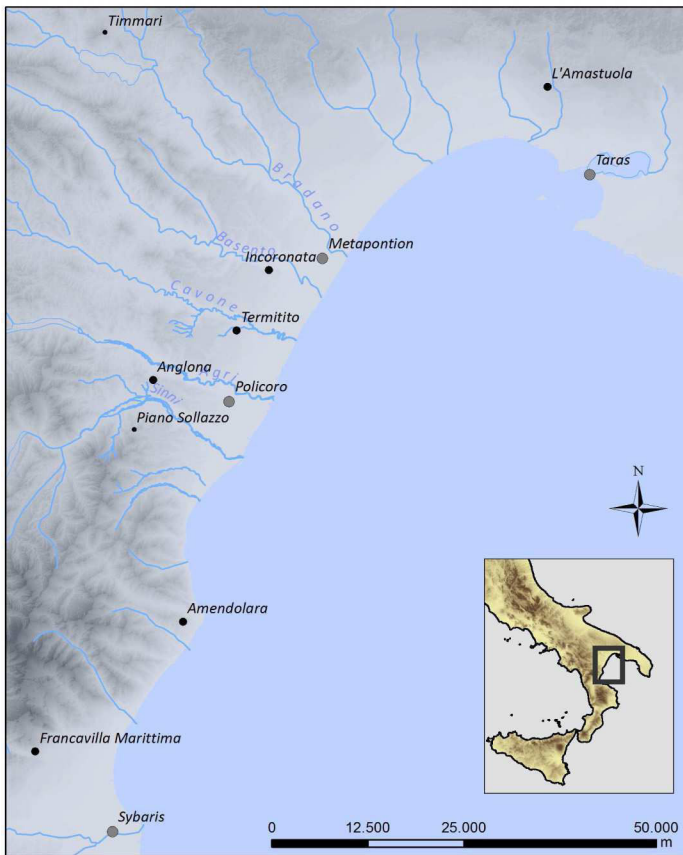 Timmari
L'Amastuola
Taras
Bradano
Metapontion
Basento
Incoronata
Cavone
Termitito
Anglona
Agri
Sinni
Policoro
Piano Sollazzo
N
Amendolara
Francavilla Marittima
Sybaris
0 12.500 25.000 50.000
m